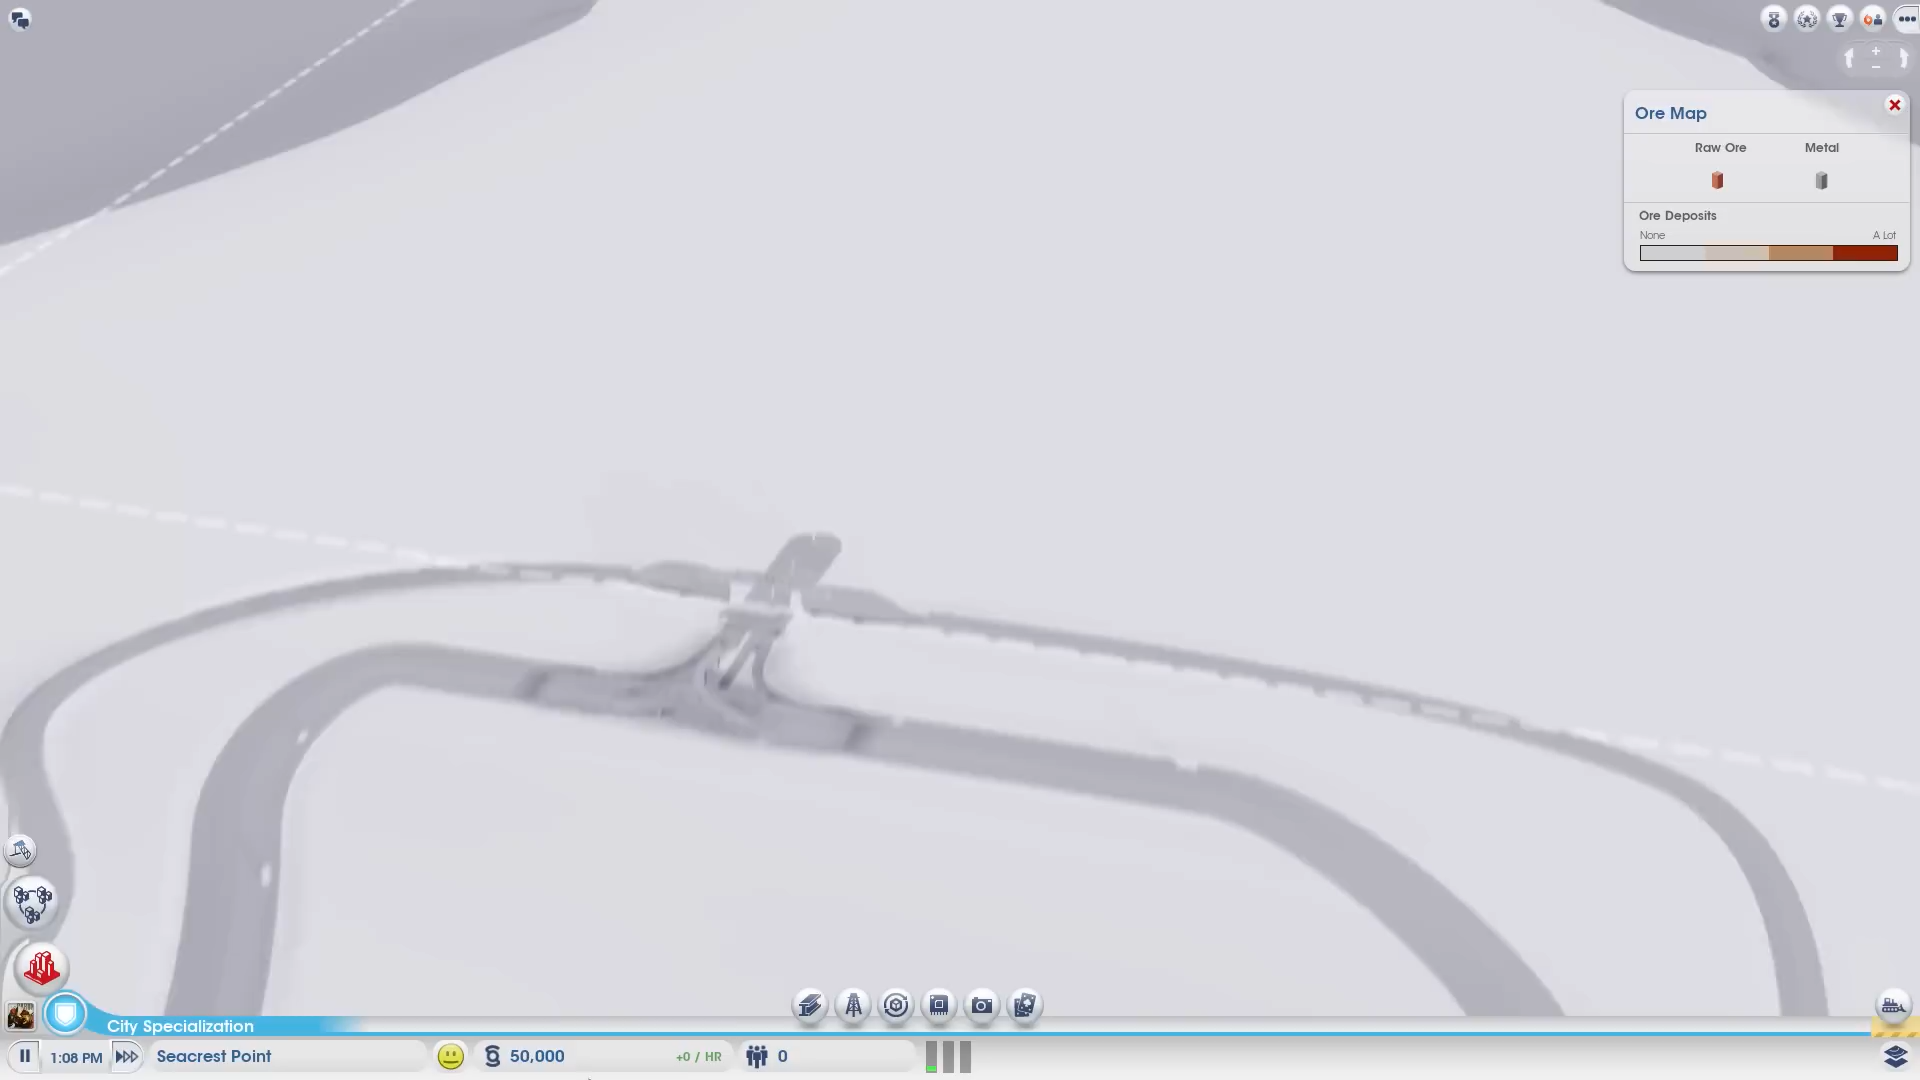 Ore Map
Raw Ore Metal
Ore Deposits
None A Lot
City Specialization
1:08 PM Seacrest Point 50,000 +0 / HR 0